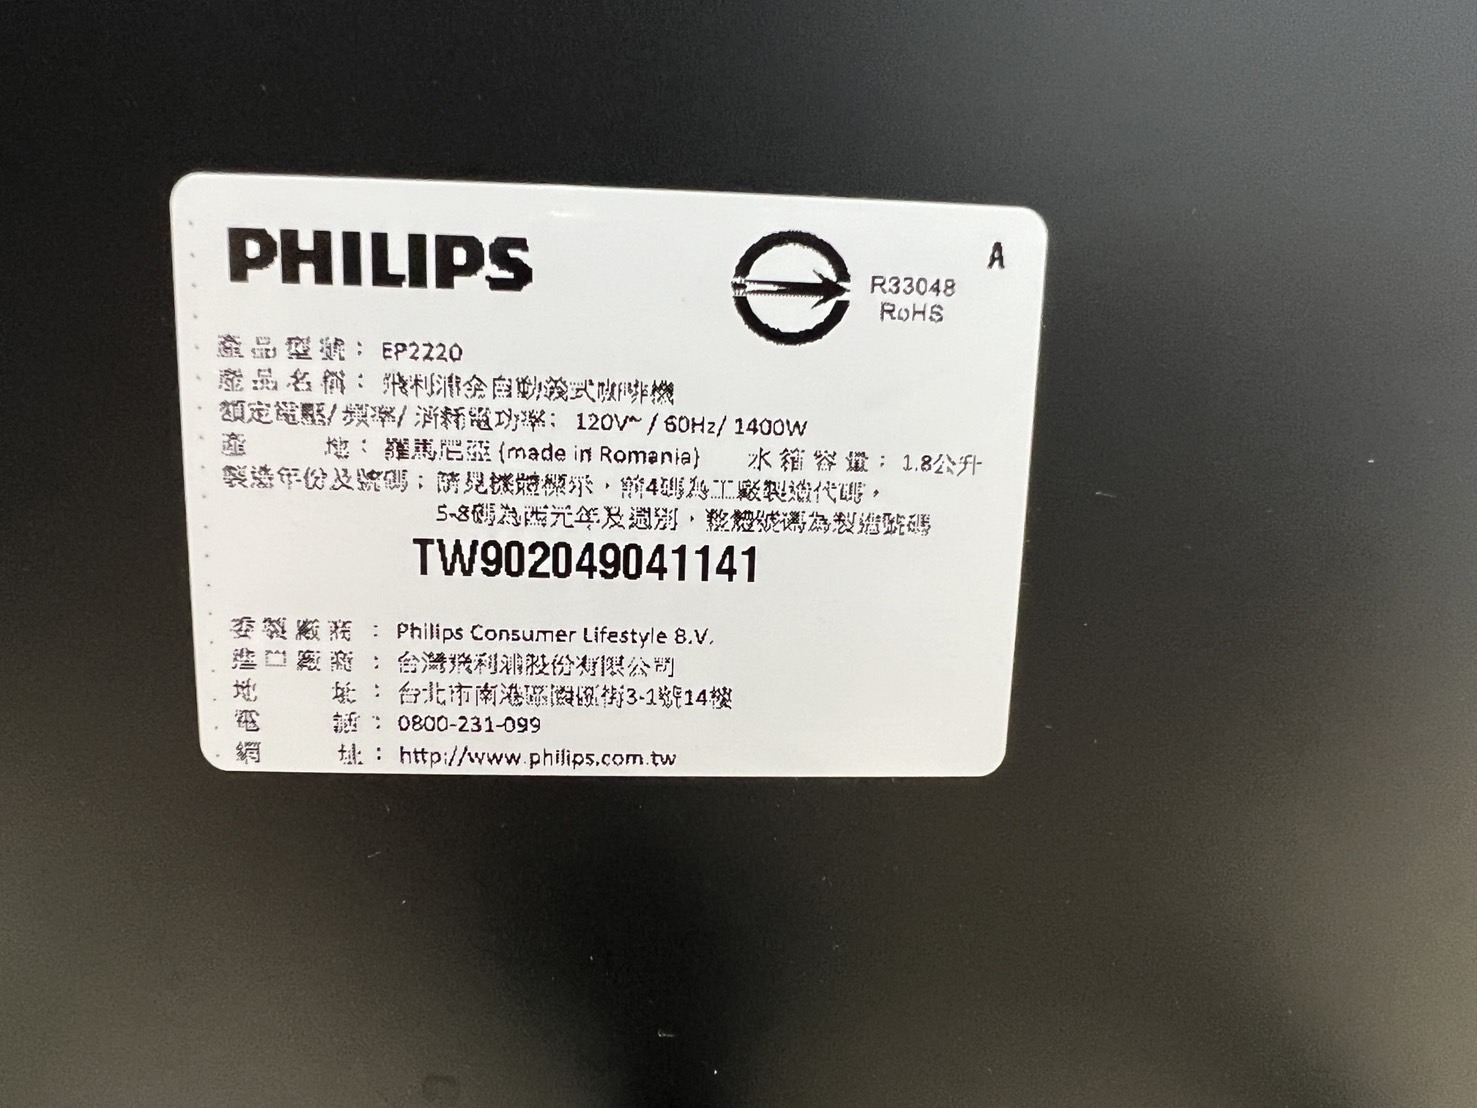 PHILIPS
A
R33048
RoHS
產品型號：EP2220
產品名稱：飛利浦全自動義式咖啡機
額定電壓/頻率/消耗電功率：120V~/60Hz/1400W
產地：羅馬尼亞(made in Romania) 水箱容量：1.8公升
製造年份及號碼：請見機體標示，前4碼為工廠製造代碼，
5-8碼為西元年及週別，整體號碼為製造號碼
TW902049041141
委製廠商：Philips Consumer Lifestyle B.V.
進口廠商：台灣飛利浦股份有限公司
地址：台北市南港區園區街3-1號14樓
電話：0800-231-099
網址：http://www.philips.com.tw